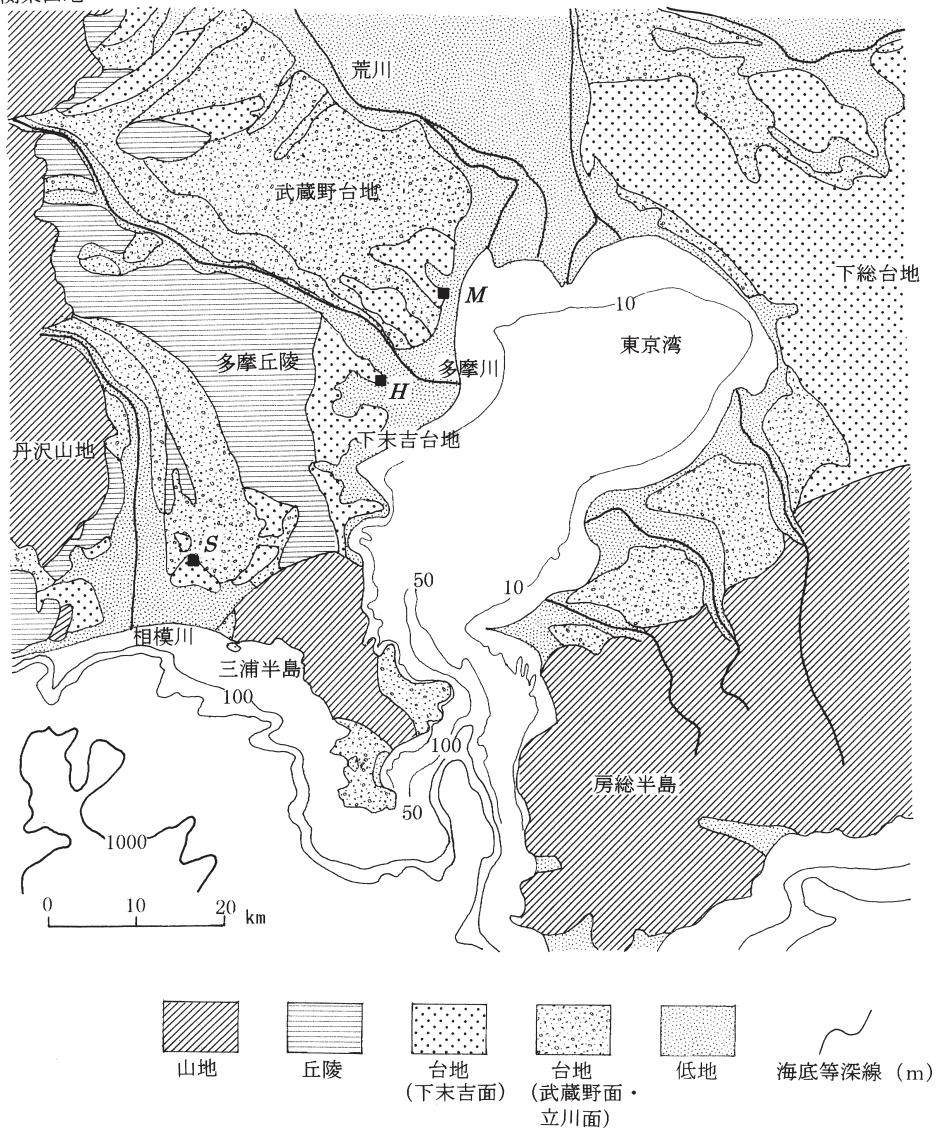 荒川
武蔵野台地
下総台地
M
10
東京湾
多摩丘陵
多摩川
H
下末吉台地
丹沢山地
S
50
10
相模川
三浦半島
100
100
房総半島
50
1000
0 10 20 km
山地
丘陵
台地
(下末吉面)
台地
(武蔵野面・
立川面)
低地
海底等深線(m)